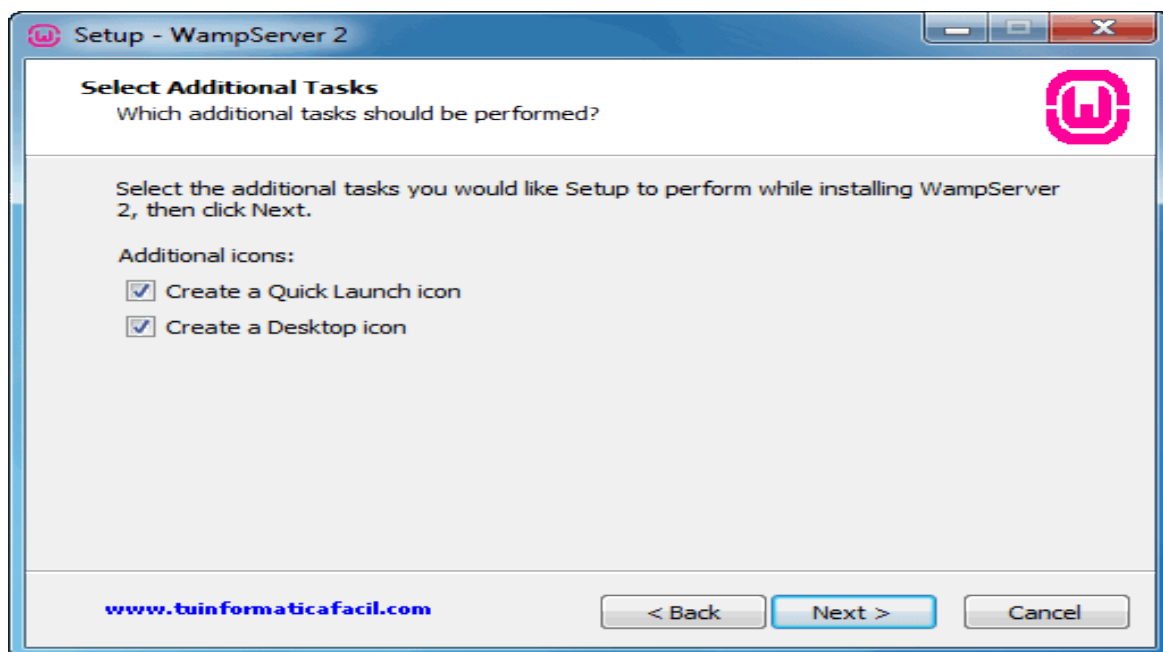 Setup - WampServer 2
Select Additional Tasks
Which additional tasks should be performed?
Select the additional tasks you would like Setup to perform while installing WampServer
2, then click Next.
Additional icons:
Create a Quick Launch icon
Create a Desktop icon
www.tuinformaticafacil.com
< Back
Next >
Cancel